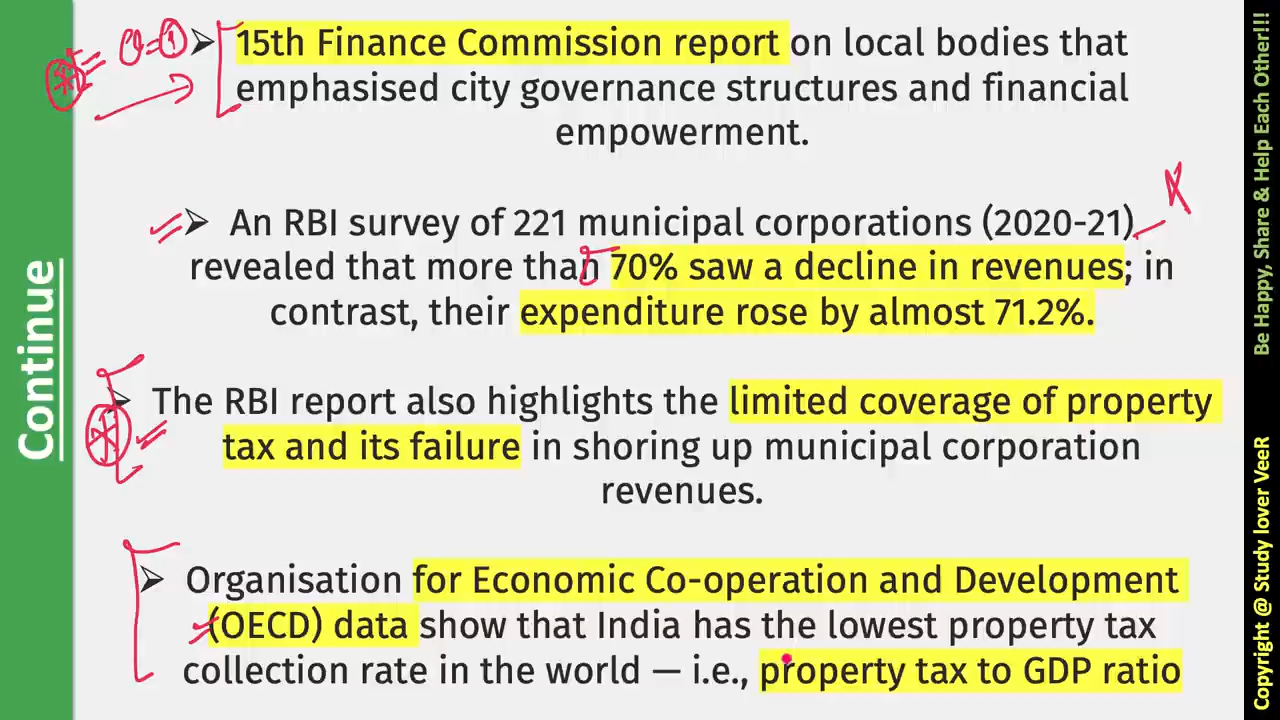 Continue
15th Finance Commission report on local bodies that
emphasised city governance structures and financial
empowerment.
An RBI survey of 221 municipal corporations (2020-21)
revealed that more than 70% saw a decline in revenues; in
contrast, their expenditure rose by almost 71.2%.
The RBI report also highlights the limited coverage of property
tax and its failure in shoring up municipal corporation
revenues.
Organisation for Economic Co-operation and Development
(OECD) data show that India has the lowest property tax
collection rate in the world — i.e., property tax to GDP ratio
Be Happy, Share & Help Each Other!!!
Copyright @ Study lover VeeR